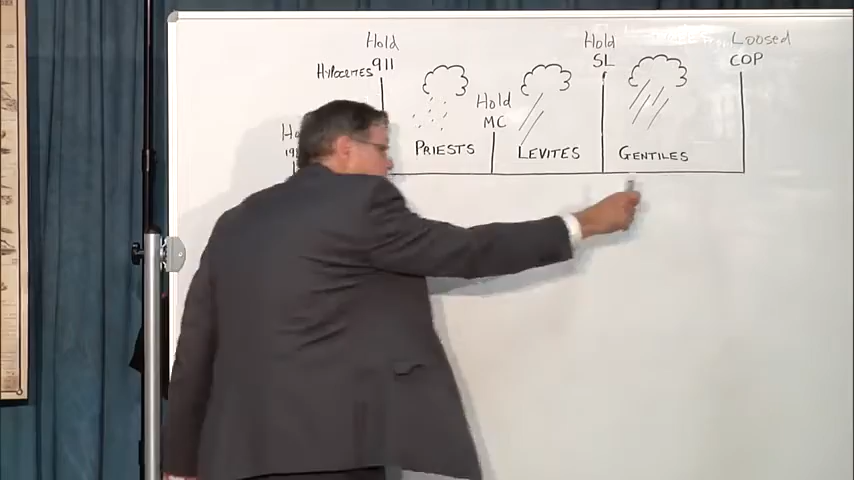 Hold
911
Hypocrites
Hold
SL
Loosed
COP
Hold
MC
PRIESTS
LEVITES
GENTILES